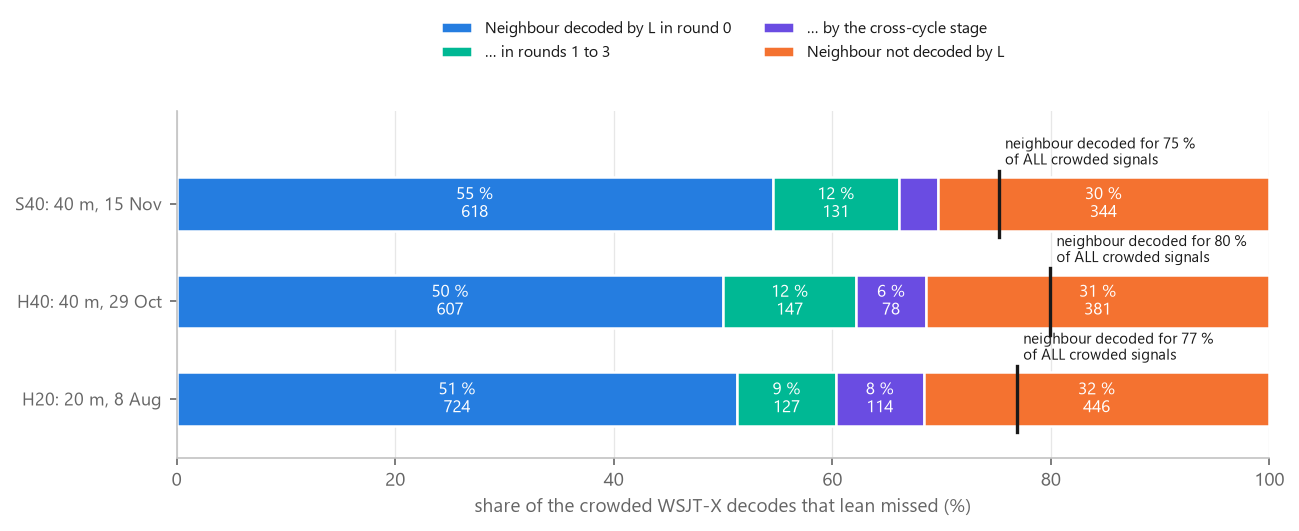 Neighbour decoded by L in round 0
... in rounds 1 to 3
... by the cross-cycle stage
Neighbour not decoded by L
neighbour decoded for 75 %
of ALL crowded signals
S40: 40 m, 15 Nov
55 %
618
12 %
131
30 %
344
neighbour decoded for 80 %
of ALL crowded signals
H40: 40 m, 29 Oct
50 %
607
12 %
147
6 %
78
31 %
381
neighbour decoded for 77 %
of ALL crowded signals
H20: 20 m, 8 Aug
51 %
724
9 %
127
8 %
114
32 %
446
0 20 40 60 80 100
share of the crowded WSJT-X decodes that lean missed (%)